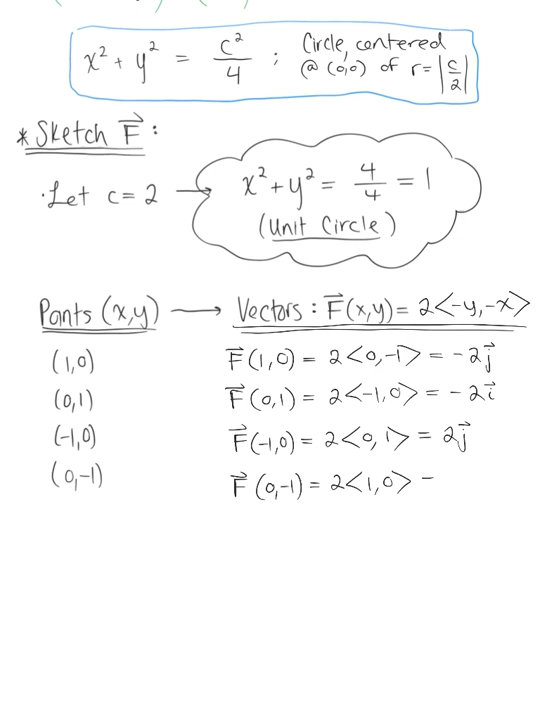 x² + y² = c²/4 ; Circle, centered @ (0,0) of r = |c/2|
* Sketch F⃗ :
· Let c = 2 → x² + y² = 4/4 = 1
(Unit Circle)
Points (x,y) → Vectors : F⃗(x,y) = 2<-y,-x>
(1,0) F⃗(1,0) = 2<0,-1> = -2j⃗
(0,1) F⃗(0,1) = 2<-1,0> = -2i⃗
(-1,0) F⃗(-1,0) = 2<0,1> = 2j⃗
(0,-1) F⃗(0,-1) = 2<1,0> -